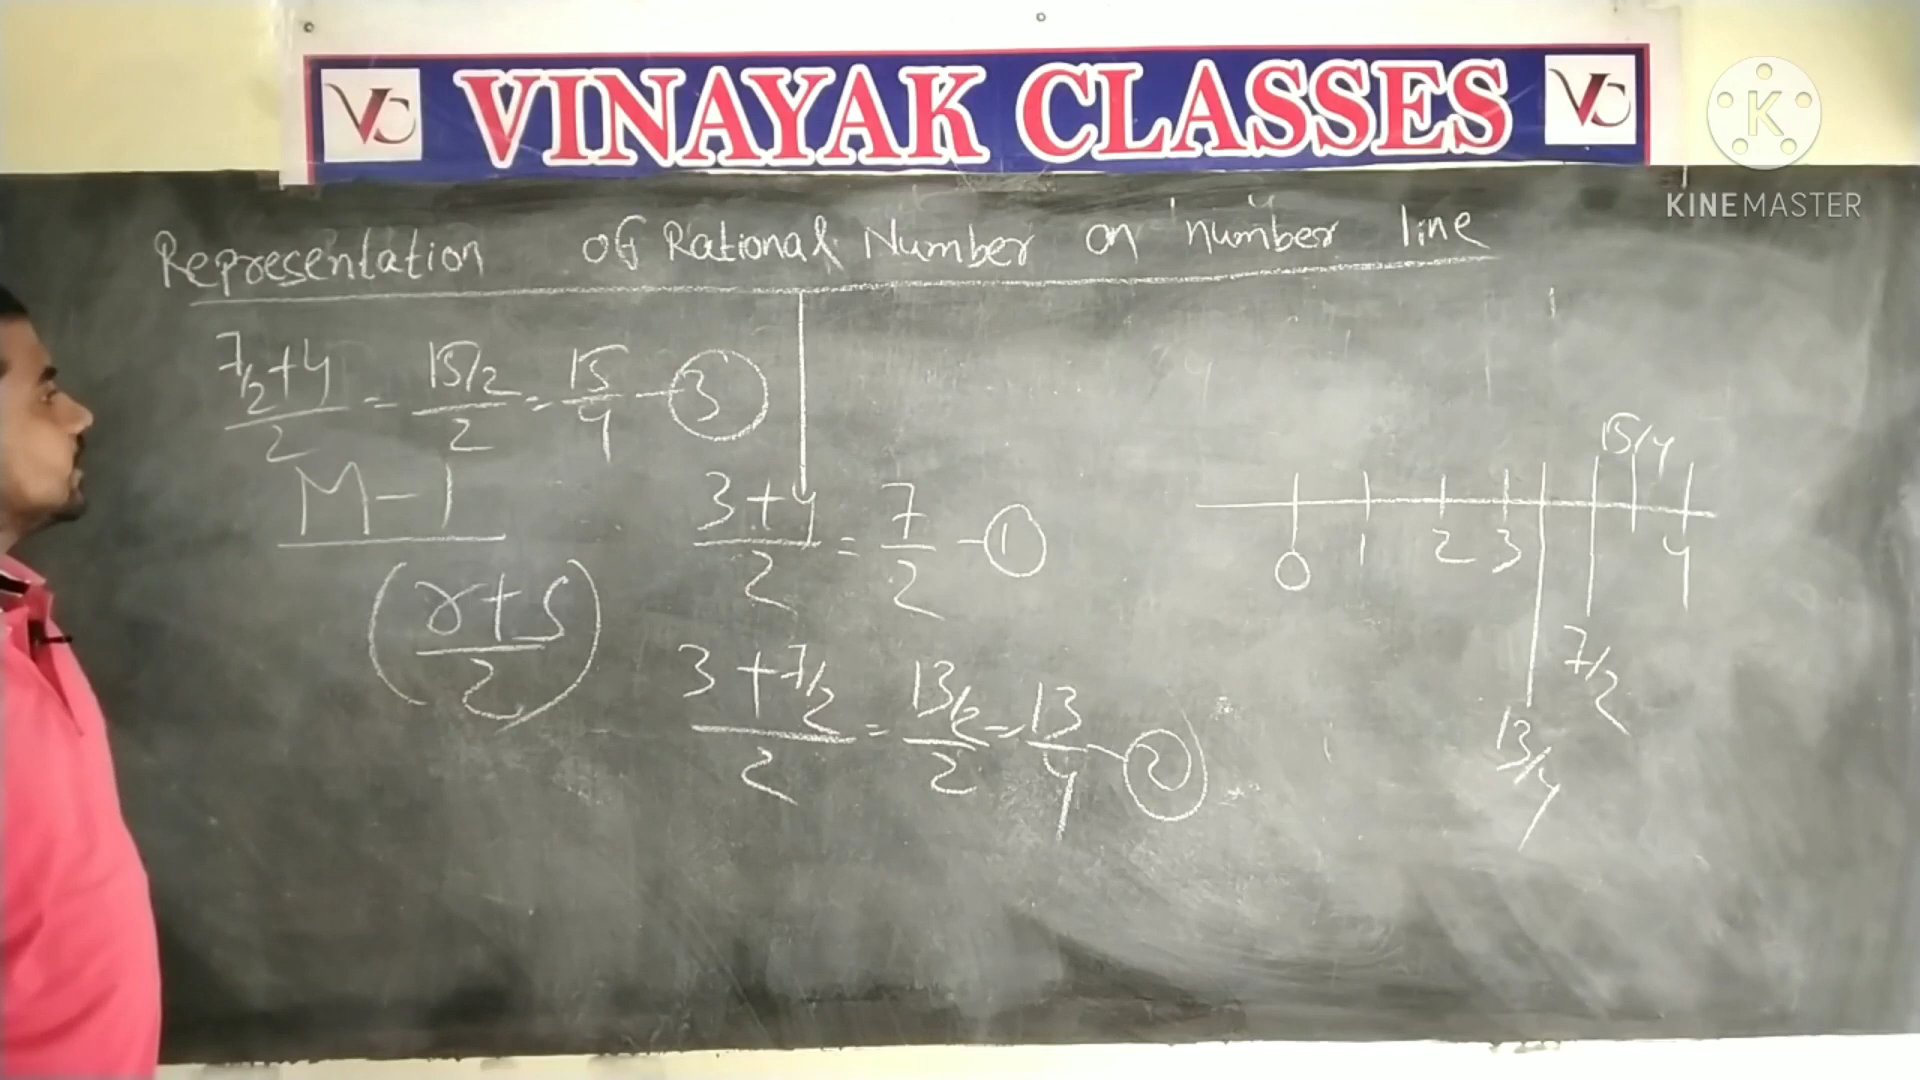 VC VINAYAK CLASSES VC
K
KINEMASTER
Representation of Rational Number on number line
(7/2+4)/2 = (15/2)/2 = 15/4 - 3
M-1
(r+s)/2
(3+4)/2 = 7/2 - 1
(3+7/2)/2 = (13/2)/2 = 13/4 - 2
15/4
0 1 2 3 4
7/2
13/4